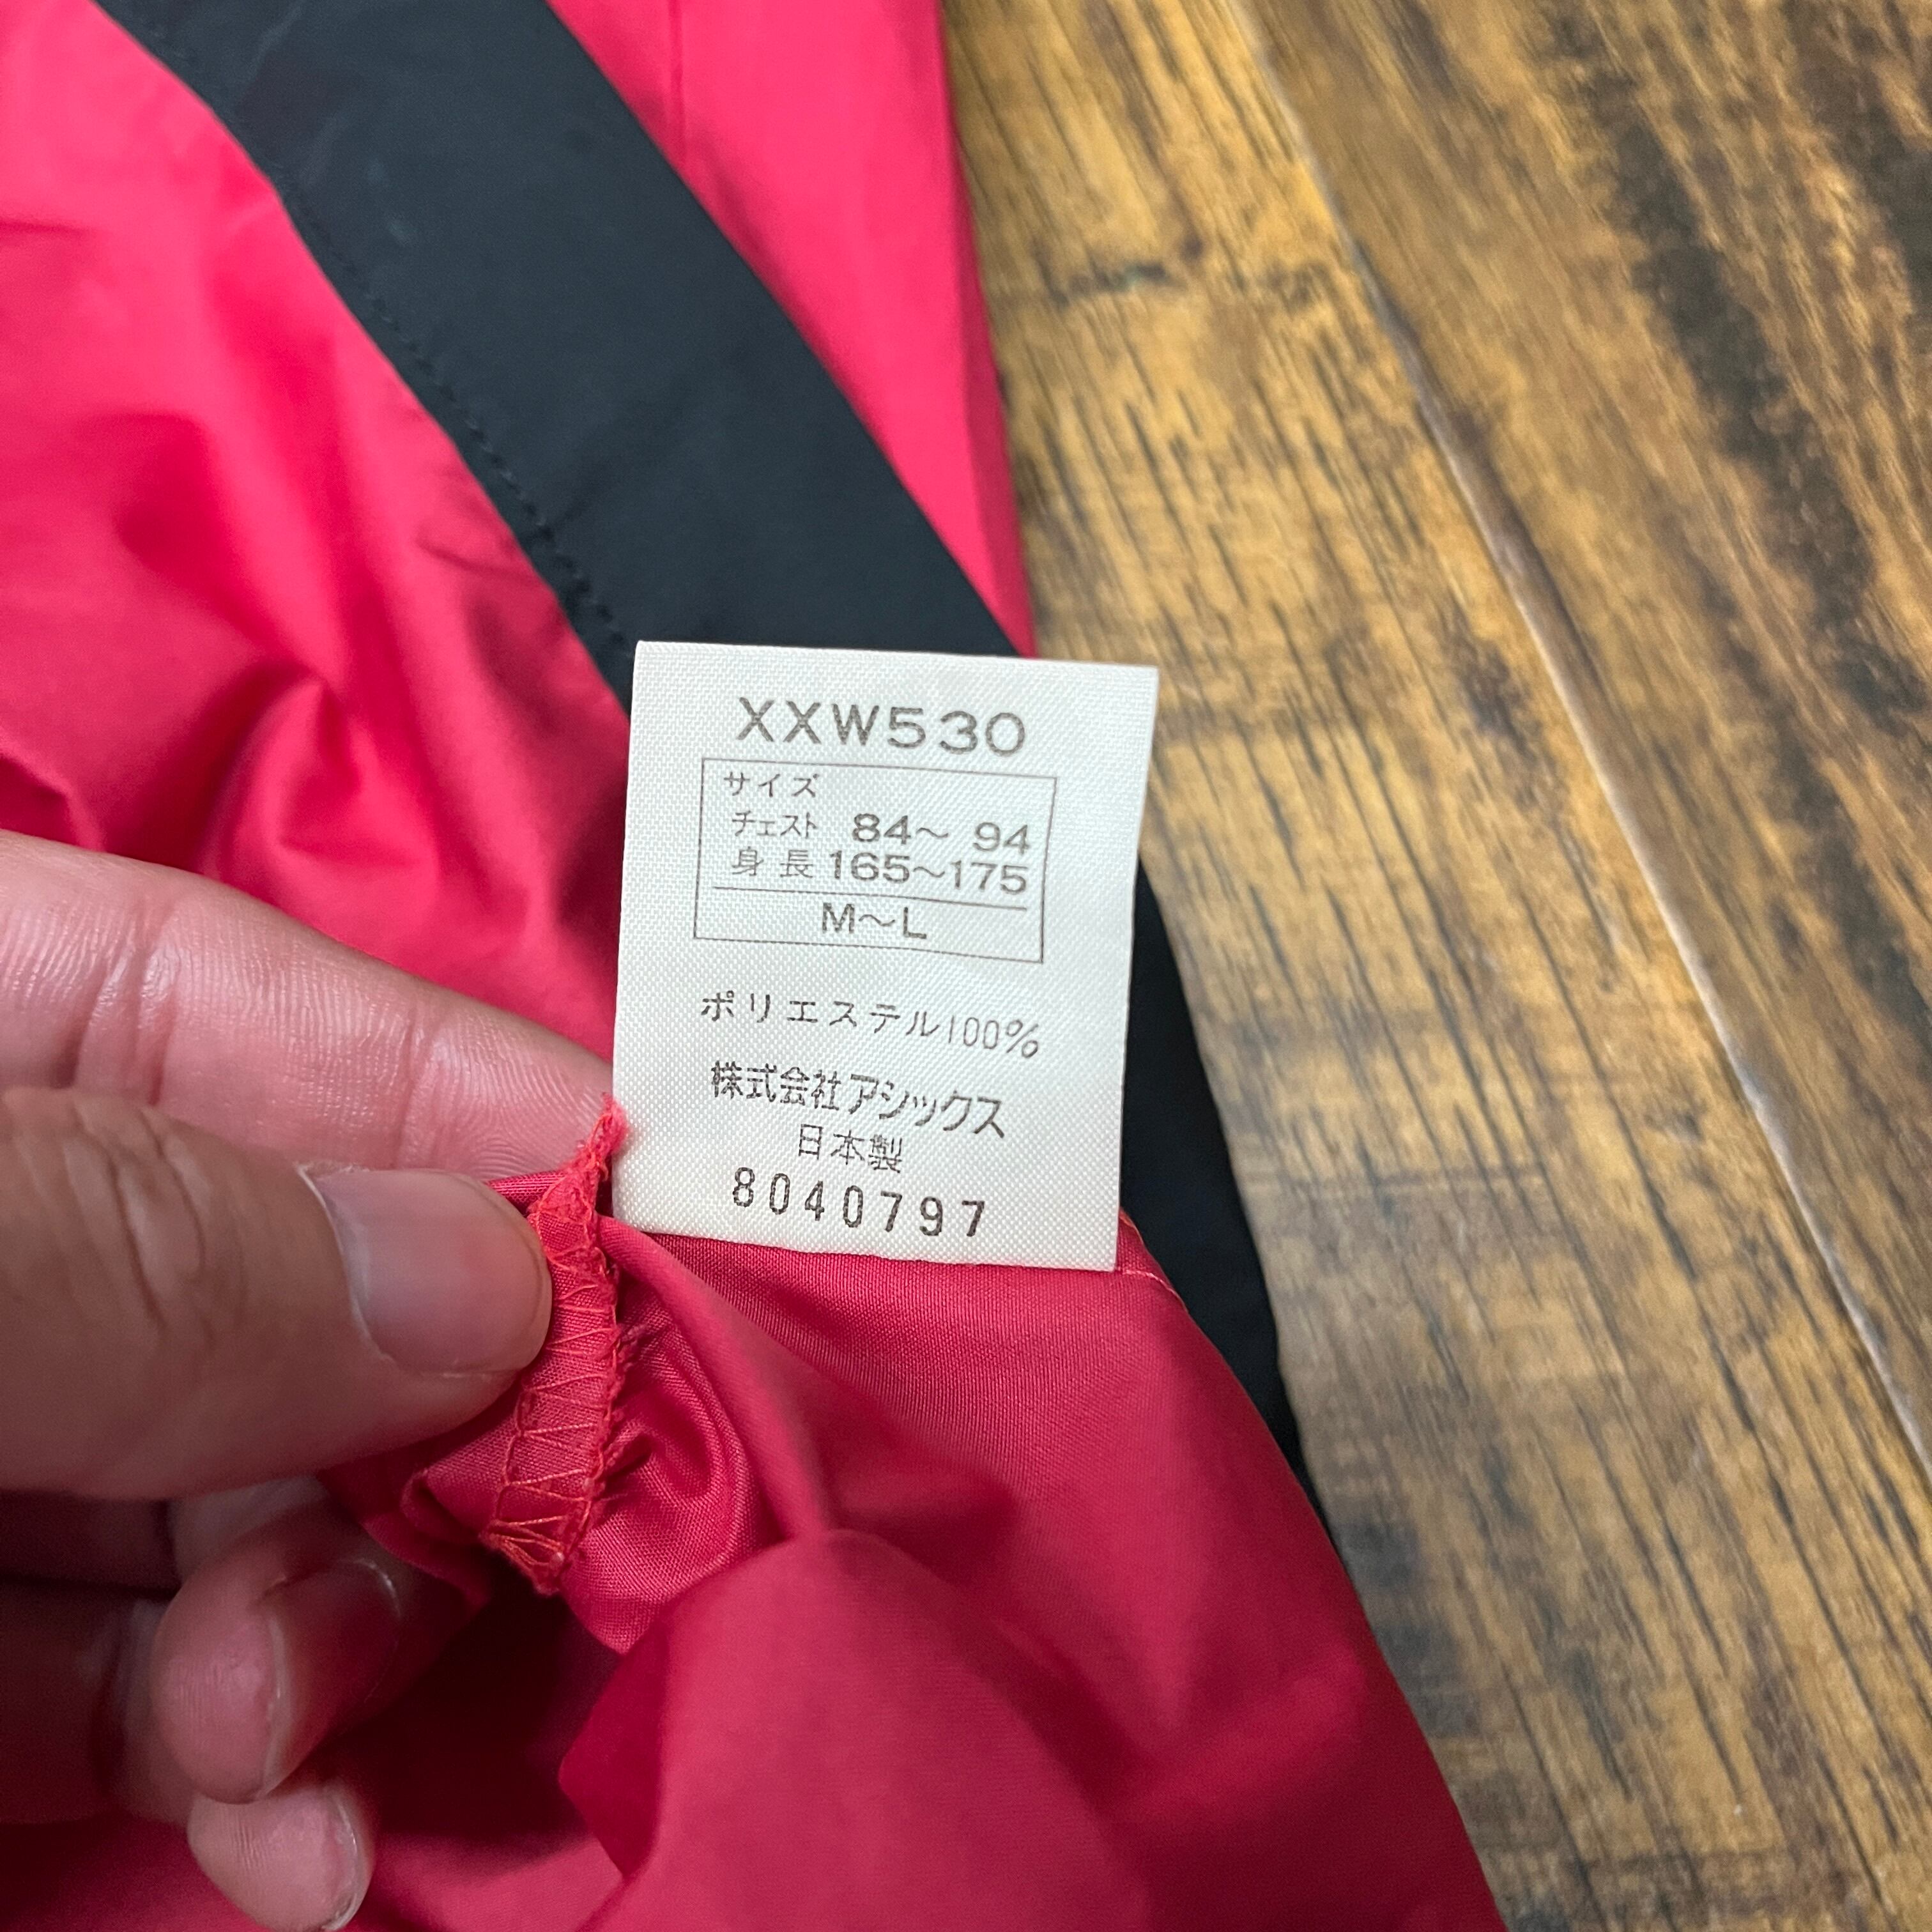 XXW530
サイズ
チェスト 84～94
身長 165～175
M～L
ポリエステル100%
株式会社アシックス
日本製
8040797